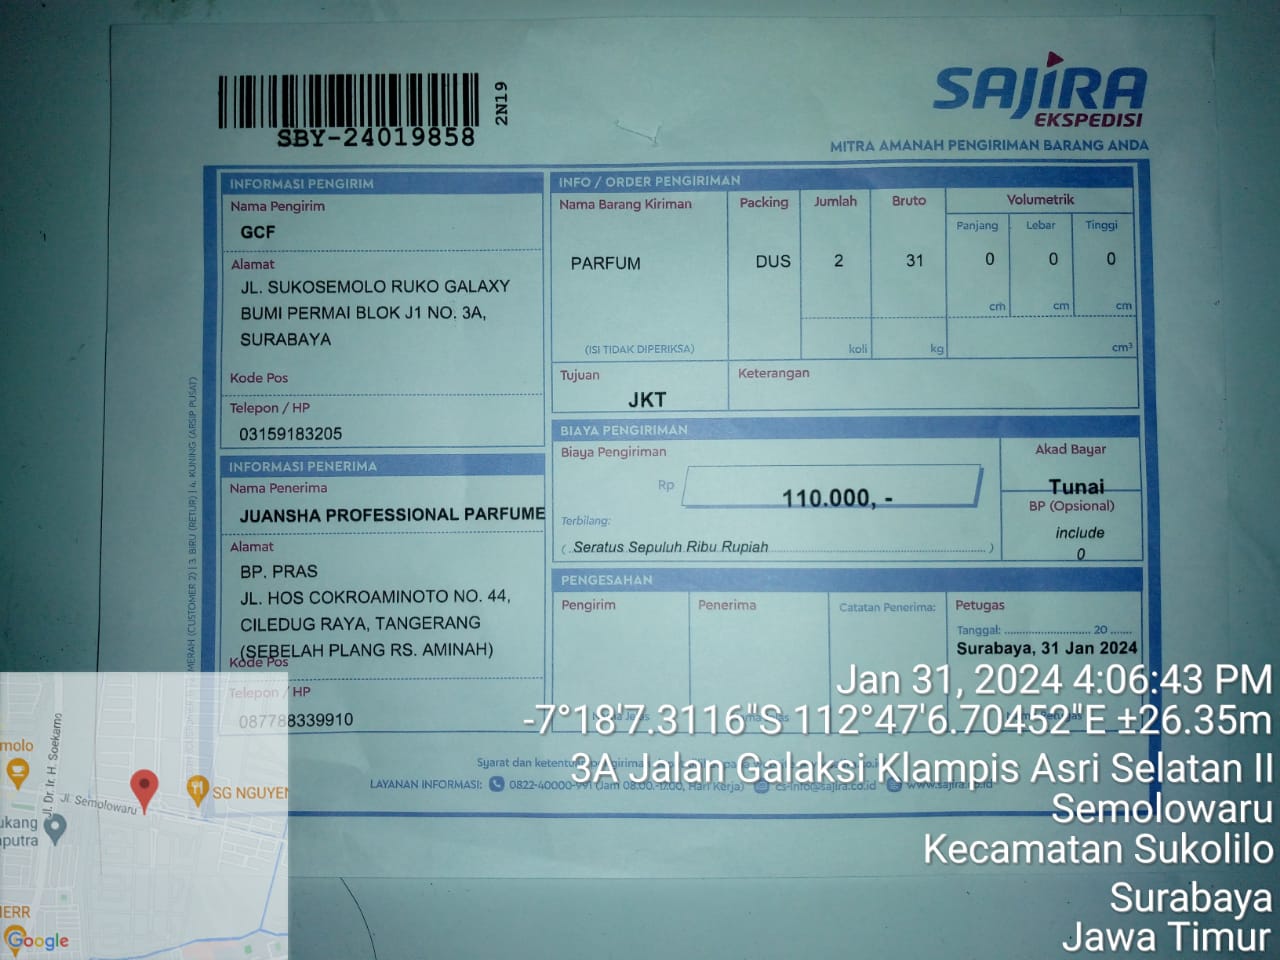 SBY-24019858
2N19
SAJIRA
EKSPEDISI
MITRA AMANAH PENGIRIMAN BARANG ANDA
INFORMASI PENGIRIM
Nama Pengirim
GCF
Alamat
JL. SUKOSEMOLO RUKO GALAXY
BUMI PERMAI BLOK J1 NO. 3A,
SURABAYA
Kode Pos
Telepon / HP
03159183205
INFORMASI PENERIMA
Nama Penerima
JUANSHA PROFESSIONAL PARFUME
Alamat
BP. PRAS
JL. HOS COKROAMINOTO NO. 44,
CILEDUG RAYA, TANGERANG
(SEBELAH PLANG RS. AMINAH)
Kode Pos
Telepon / HP
087788339910
INFO / ORDER PENGIRIMAN
Nama Barang Kiriman Packing Jumlah Bruto Volumetrik
Panjang Lebar Tinggi
PARFUM DUS 2 31 0 0 0
cm cm cm
(ISI TIDAK DIPERIKSA) koli kg cm³
Tujuan Keterangan
JKT
BIAYA PENGIRIMAN
Biaya Pengiriman Akad Bayar
Rp 110.000, - Tunai
BP (Opsional)
Terbilang:
( Seratus Sepuluh Ribu Rupiah ) include
0
PENGESAHAN
Pengirim Penerima Catatan Penerima: Petugas
Tanggal: 20
Surabaya, 31 Jan 2024
MERAH (CUSTOMER 2) | 3. BIRU (RETUR) | 4. KUNING (ARSIP PUSAT)
Syarat dan
LAYANAN INFORMASI: 0822-40000-991 (Jam 08.00-17.00, Hari Kerja) cs-info@sajira.co.id www.sajira.co.id
Jan 31, 2024 4:06:43 PM
-7°18'7.3116"S 112°47'6.70452"E ±26.35m
3A Jalan Galaksi Klampis Asri Selatan II
Semolowaru
Kecamatan Sukolilo
Surabaya
Jawa Timur
molo
Jl. Dr. Ir. H. Soekarno
Jl. Semolowaru
SG NGUYEN
ukang
aputra
IERR
Google